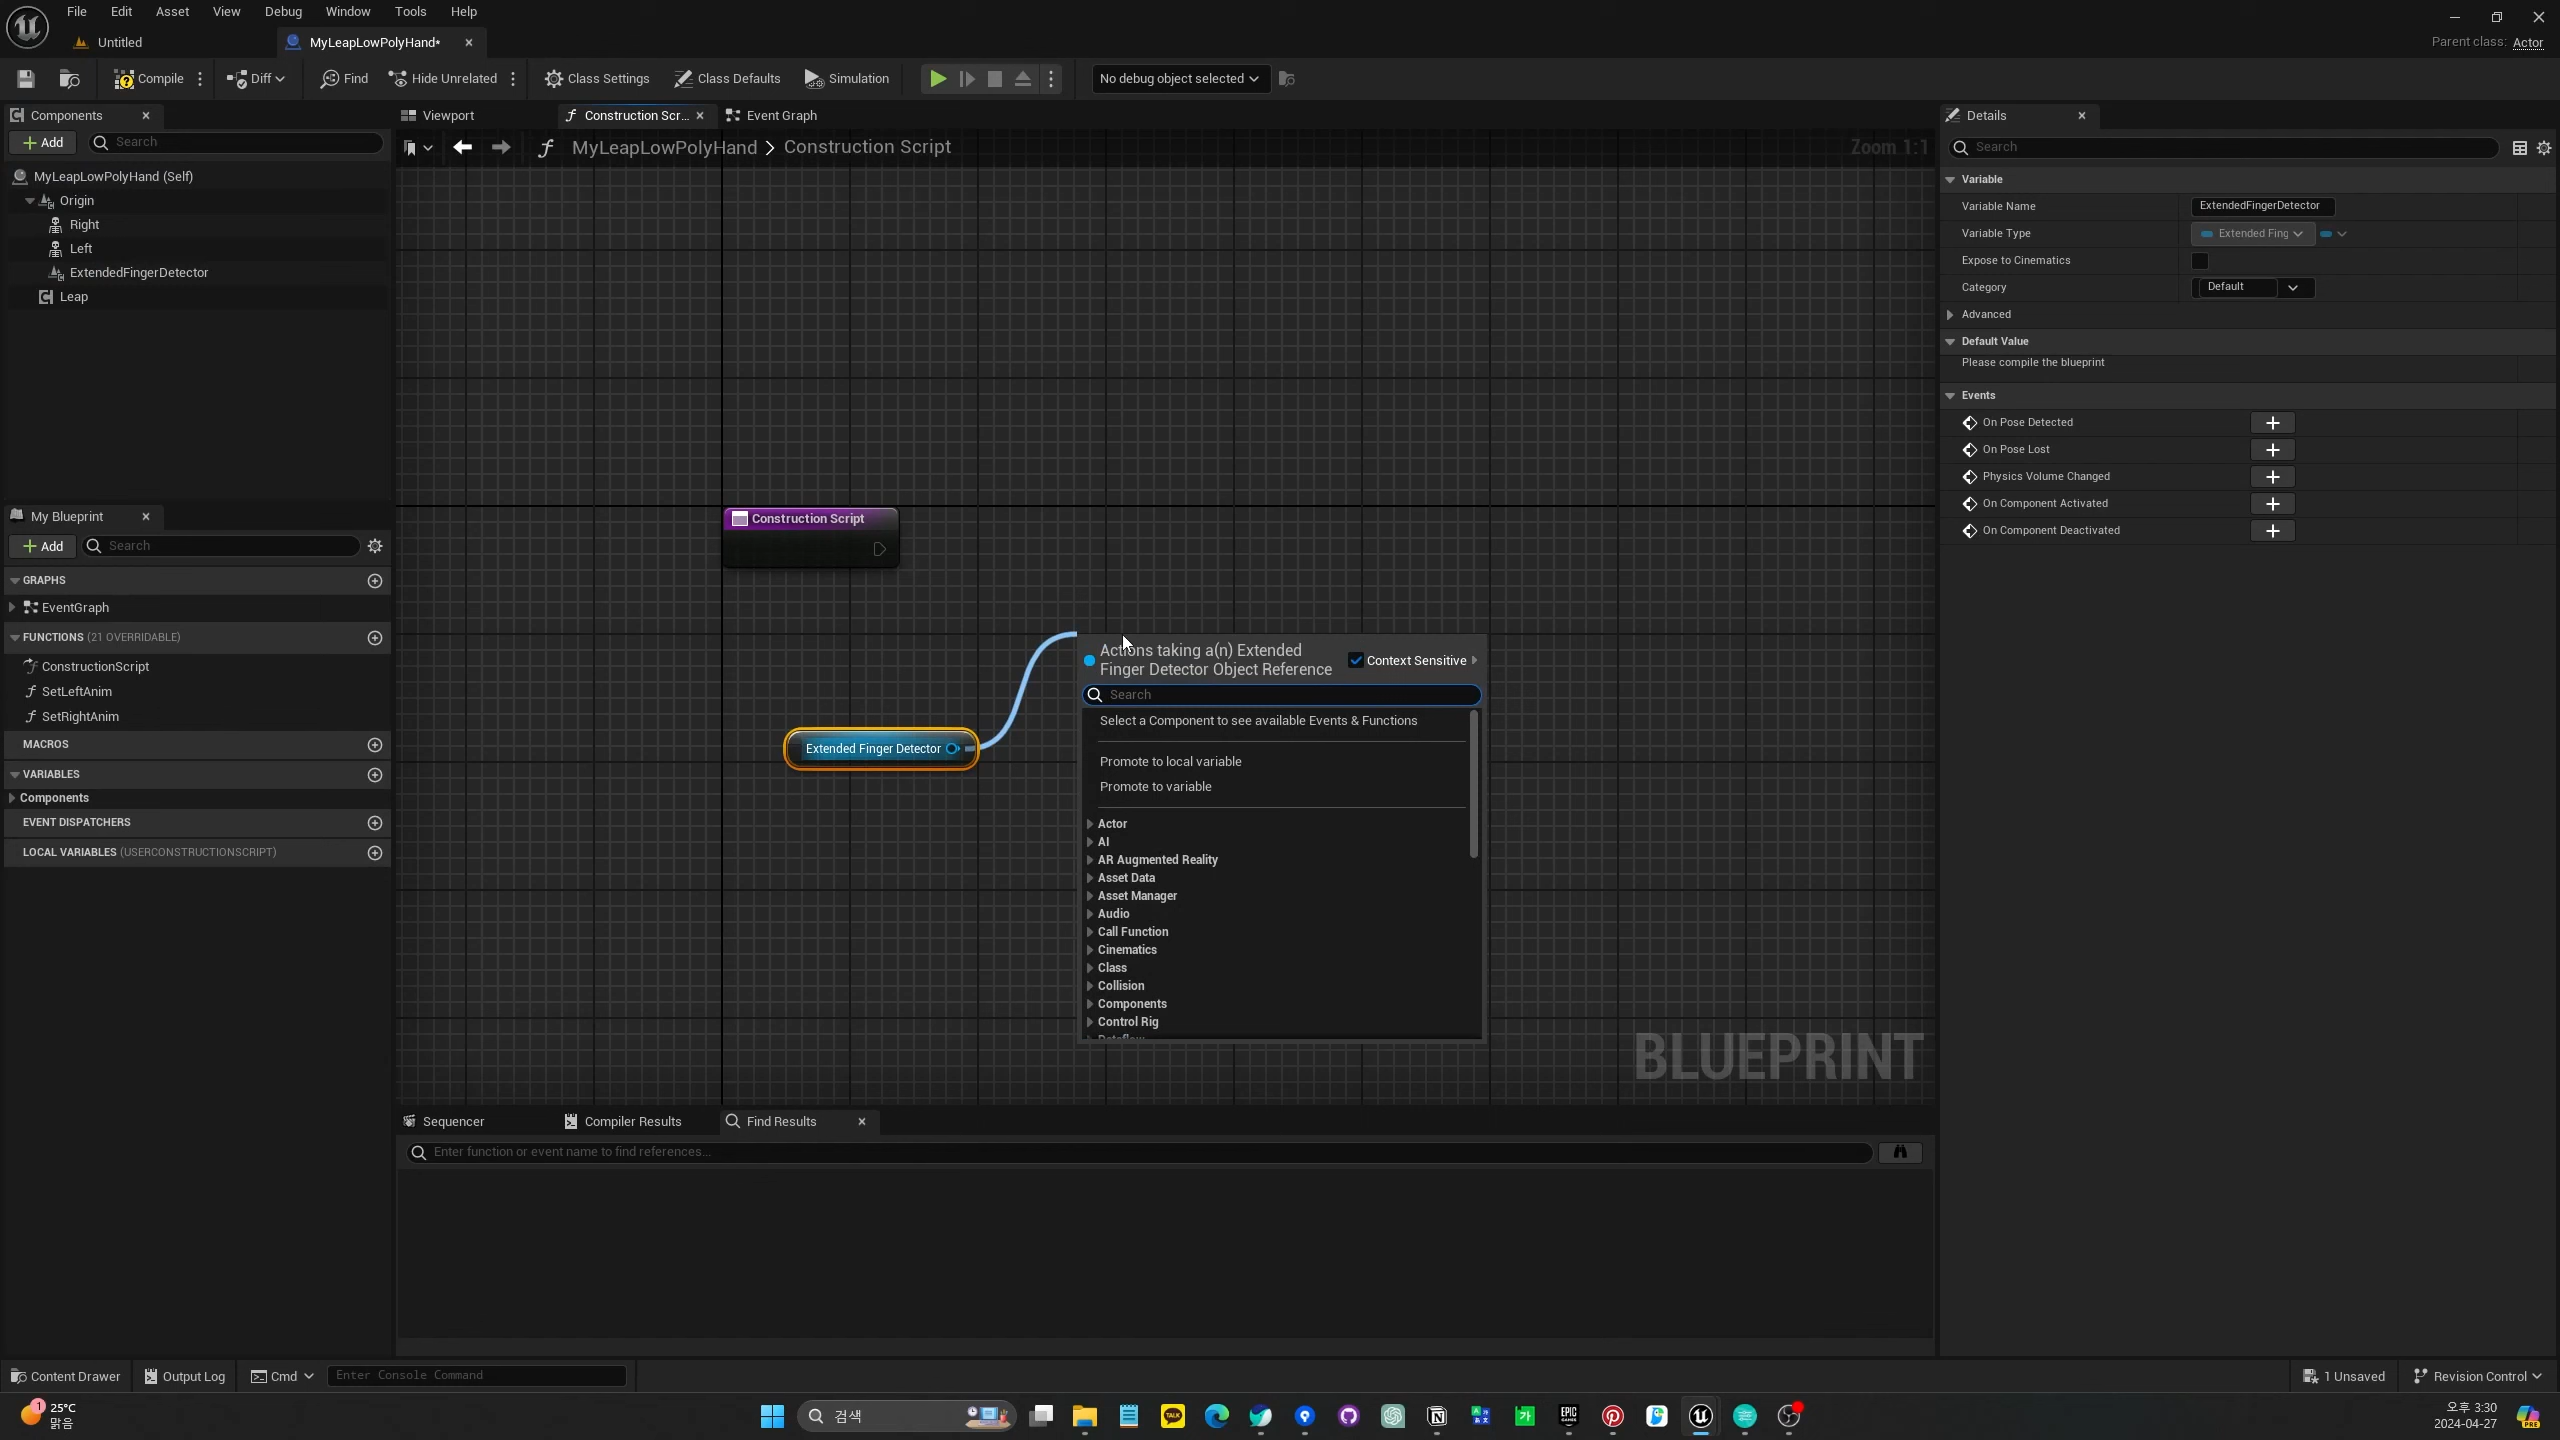 File Edit Asset View Debug Window Tools Help
Untitled
MyLeapLowPolyHand*
Parent class: Actor
Compile
Diff
Find
Hide Unrelated
Class Settings
Class Defaults
Simulation
No debug object selected
Components
Add
Search
MyLeapLowPolyHand (Self)
Origin
Right
Left
ExtendedFingerDetector
Leap
My Blueprint
Add
Search
GRAPHS
EventGraph
FUNCTIONS (21 OVERRIDABLE)
ConstructionScript
SetLeftAnim
SetRightAnim
MACROS
VARIABLES
Components
EVENT DISPATCHERS
LOCAL VARIABLES (USERCONSTRUCTIONSCRIPT)
Viewport
Construction Scr...
Event Graph
MyLeapLowPolyHand > Construction Script
Zoom 1:1
Construction Script
Extended Finger Detector
Actions taking a(n) Extended
Finger Detector Object Reference
Context Sensitive
Search
Select a Component to see available Events & Functions
Promote to local variable
Promote to variable
Actor
AI
AR Augmented Reality
Asset Data
Asset Manager
Audio
Call Function
Cinematics
Class
Collision
Components
Control Rig
Dataflow
BLUEPRINT
Sequencer
Compiler Results
Find Results
Enter function or event name to find references...
Details
Search
Variable
Variable Name
ExtendedFingerDetector
Variable Type
Extended Fing
Expose to Cinematics
Category
Default
Advanced
Default Value
Please compile the blueprint
Events
On Pose Detected
On Pose Lost
Physics Volume Changed
On Component Activated
On Component Deactivated
Content Drawer
Output Log
Cmd
Enter Console Command
1 Unsaved
Revision Control
1
25°C
맑음
검색
TALK
EPIC GAMES
가
오후 3:30
2024-04-27
PRE